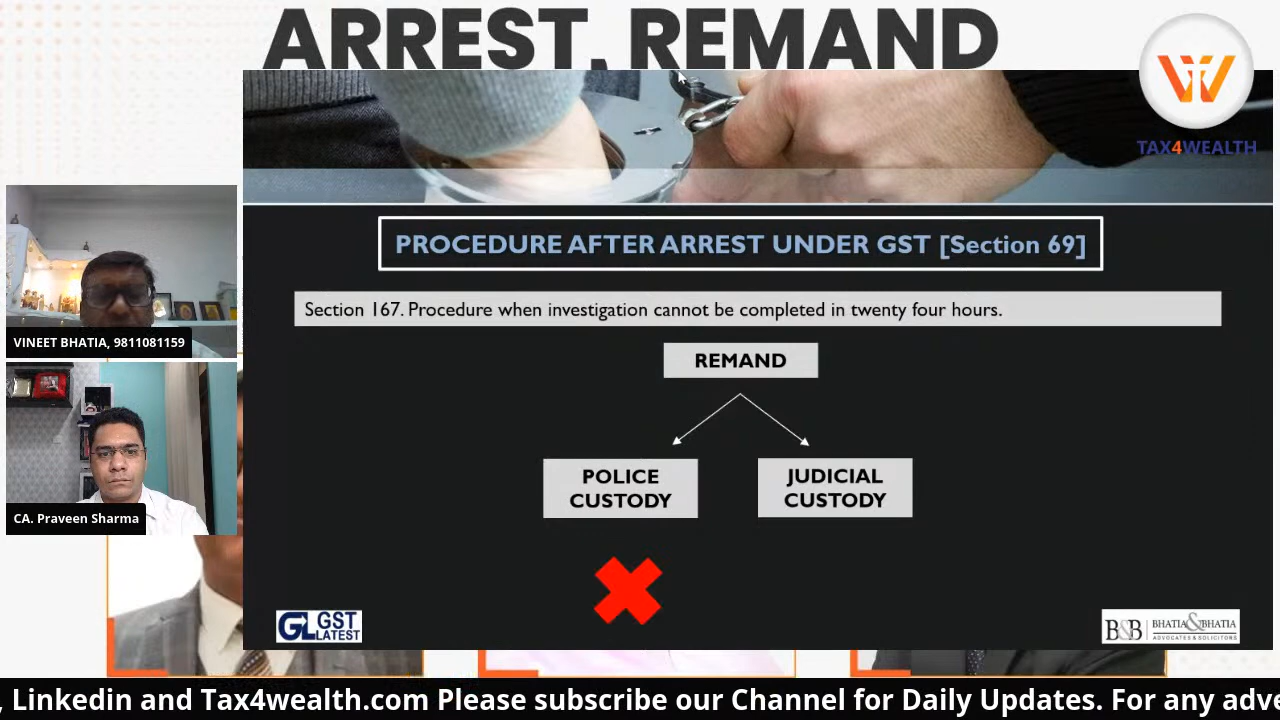 ARREST, REMAND
TAX4WEALTH
PROCEDURE AFTER ARREST UNDER GST [Section 69]
Section 167. Procedure when investigation cannot be completed in twenty four hours.
REMAND
POLICE
CUSTODY
JUDICIAL
CUSTODY
VINEET BHATIA, 9811081159
CA. Praveen Sharma
GL GST
LATEST
B&B BHATIA&BHATIA
ADVOCATES & SOLICITORS
, Linkedin and Tax4wealth.com Please subscribe our Channel for Daily Updates. For any adve